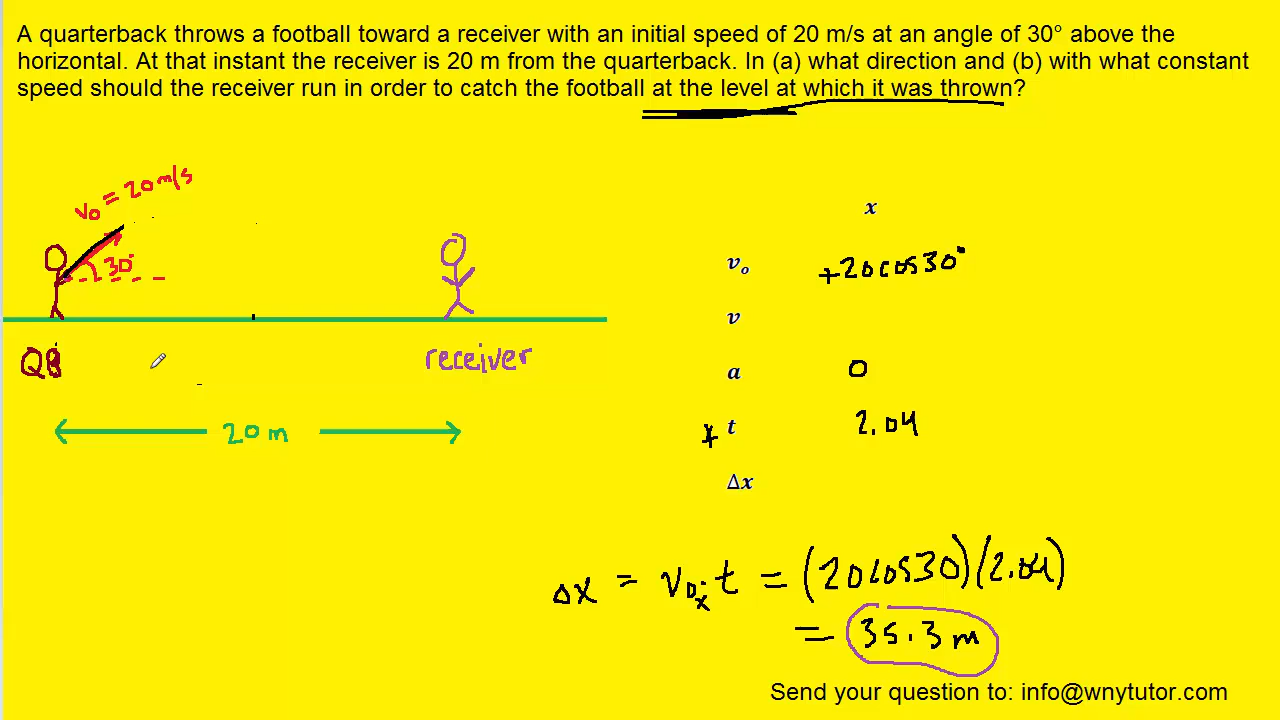 A quarterback throws a football toward a receiver with an initial speed of 20 m/s at an angle of 30° above the
horizontal. At that instant the receiver is 20 m from the quarterback. In (a) what direction and (b) with what constant
speed should the receiver run in order to catch the football at the level at which it was thrown?
v₀ = 20 m/s
30°
QB
receiver
20 m
x
vₒ +20cos30°
v
a 0
* t 2.04
Δx
Δx = v₀ₓt = (20cos30)(2.04)
= 35.3 m
Send your question to: info@wnytutor.com